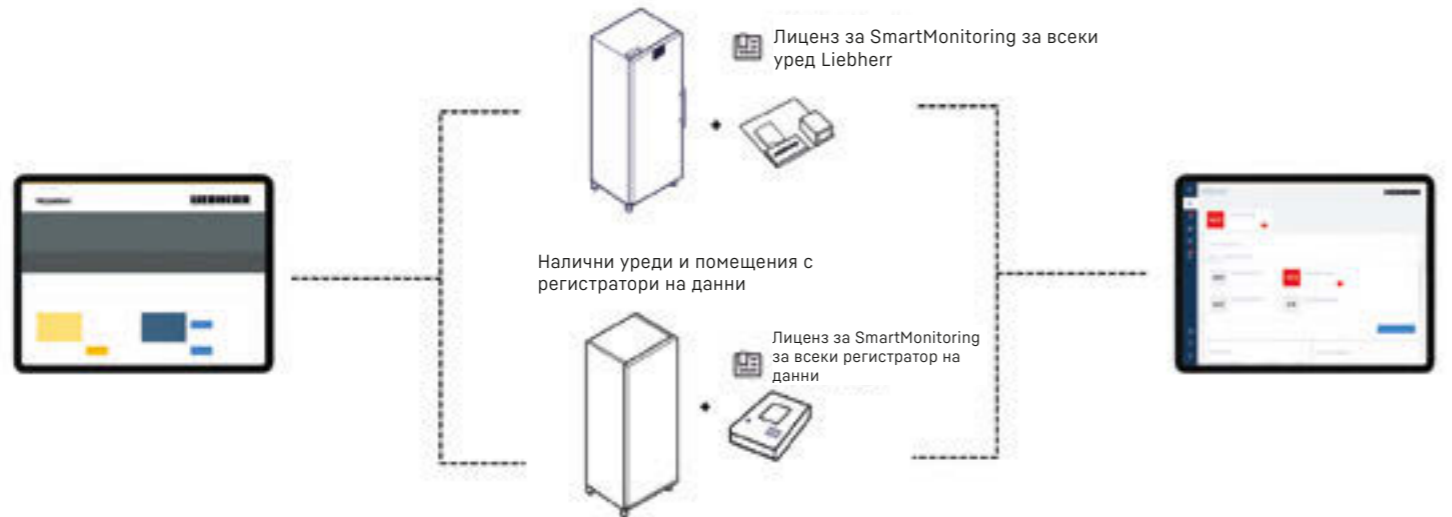 Лиценз за SmartMonitoring за всеки
уред Liebherr
LIEBHERR
Налични уреди и помещения с
регистратори на данни
Лиценз за SmartMonitoring
за всеки регистратор на
данни